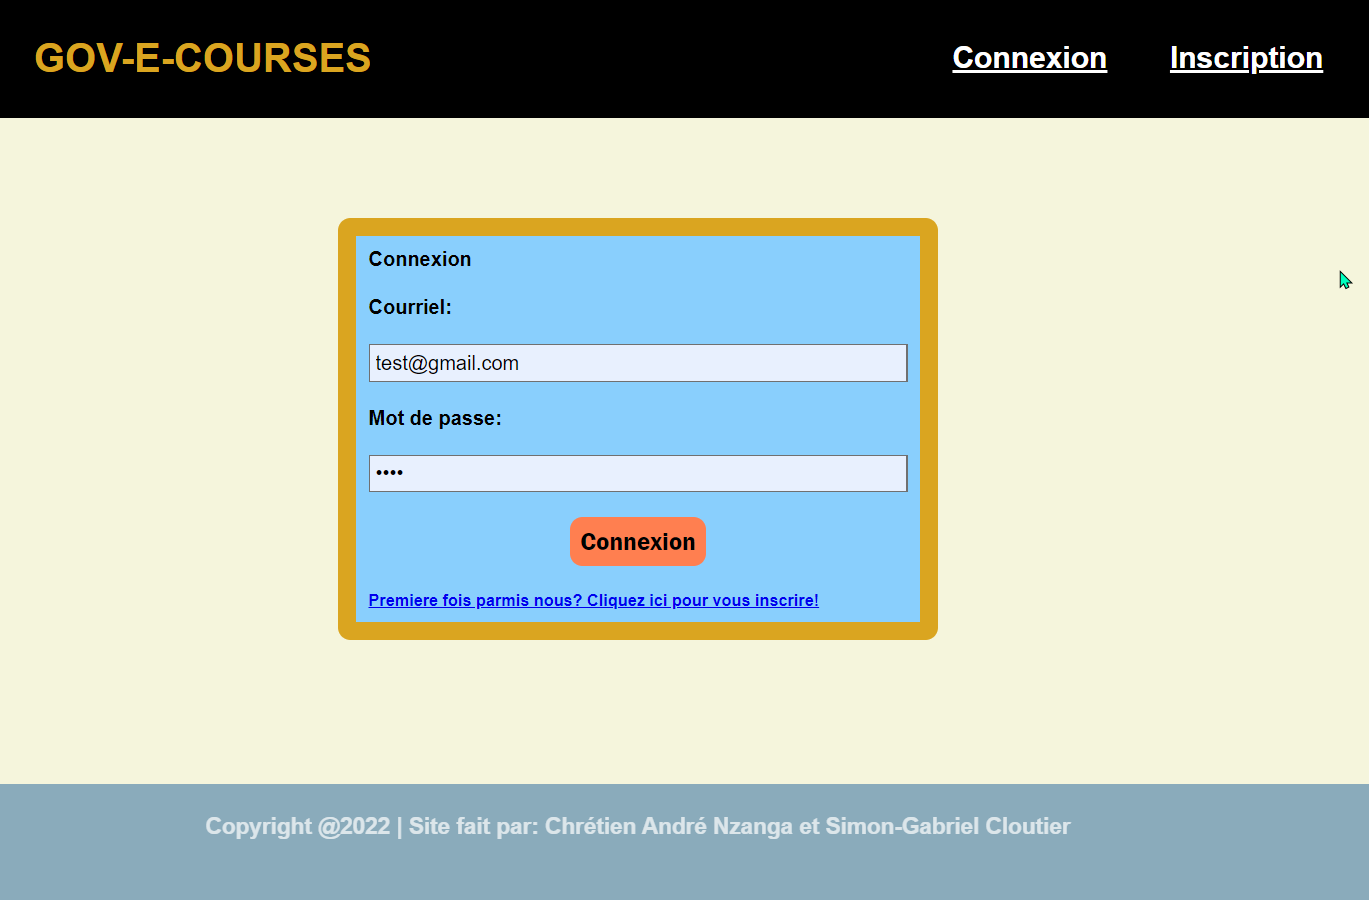 GOV-E-COURSES
Connexion
Inscription
Connexion
Courriel:
test@gmail.com
Mot de passe:
••••
Connexion
Premiere fois parmis nous? Cliquez ici pour vous inscrire!
Copyright @2022 | Site fait par: Chrétien André Nzanga et Simon-Gabriel Cloutier